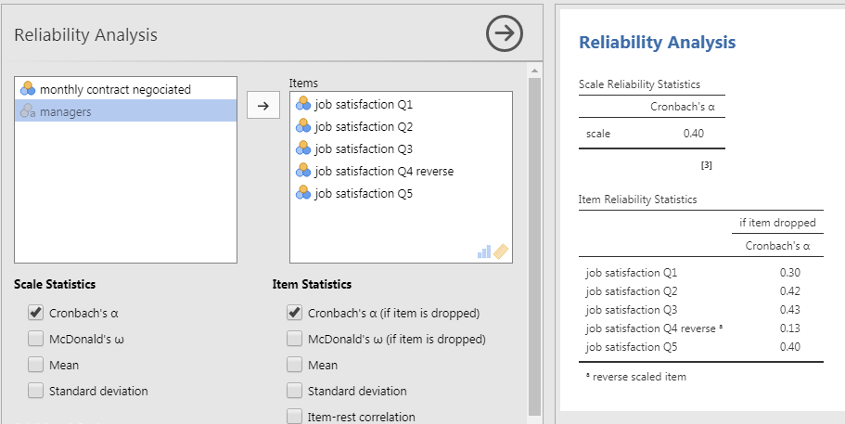 Reliability Analysis
monthly contract negotiated
managers
Items
job satisfaction Q1
job satisfaction Q2
job satisfaction Q3
job satisfaction Q4 reverse
job satisfaction Q5
Scale Statistics
Cronbach's α
McDonald's ω
Mean
Standard deviation
Item Statistics
Cronbach's α (if item is dropped)
McDonald's ω (if item is dropped)
Mean
Standard deviation
Item-rest correlation
Reliability Analysis
Scale Reliability Statistics
Cronbach's α
scale 0.40
[3]
Item Reliability Statistics
if item dropped
Cronbach's α
job satisfaction Q1 0.30
job satisfaction Q2 0.42
job satisfaction Q3 0.43
job satisfaction Q4 reverse ª 0.13
job satisfaction Q5 0.40
ª reverse scaled item